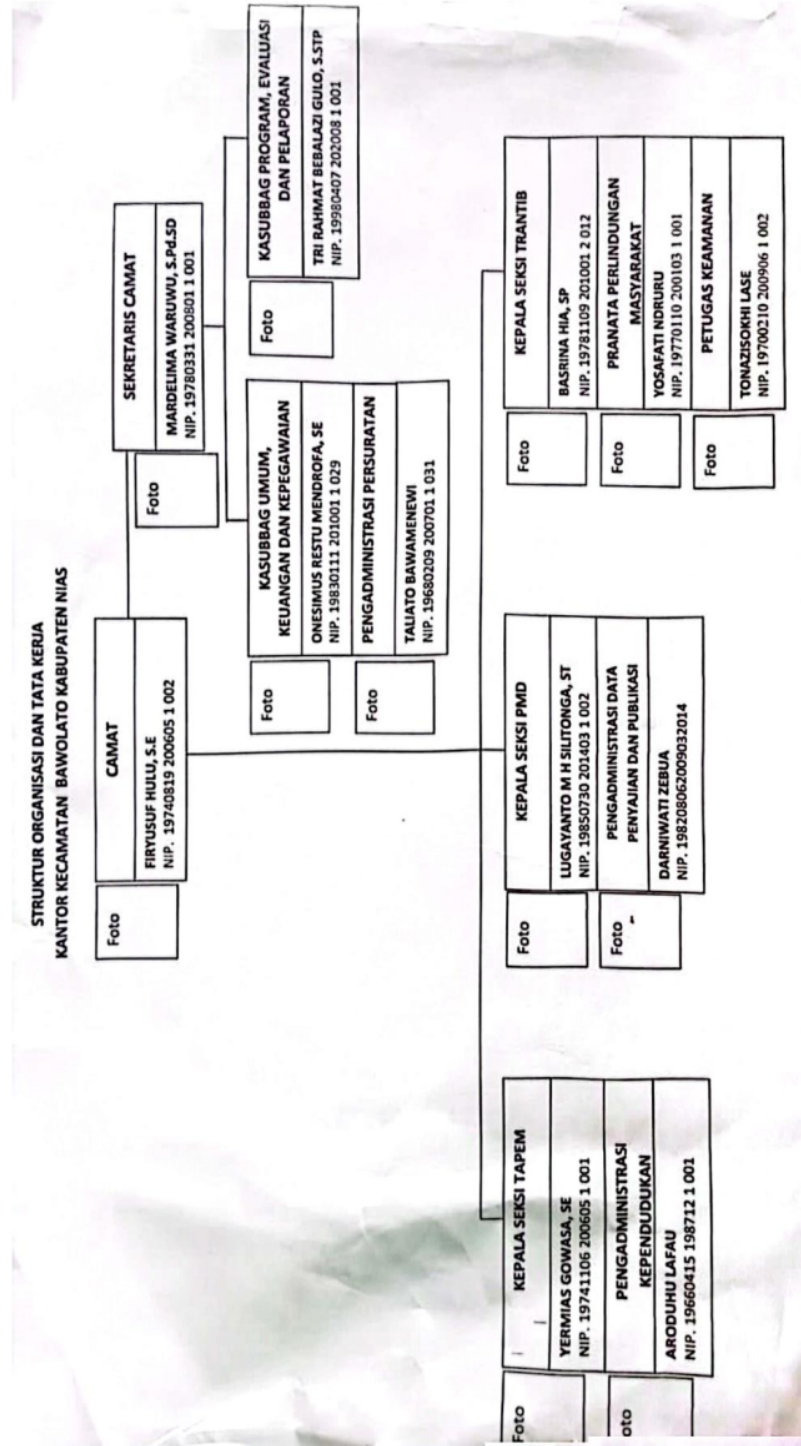 STRUKTUR ORGANISASI DAN TATA KERJA
KANTOR KECAMATAN BAWOLATO KABUPATEN NIAS
Foto
CAMAT
FIRYUSUF HULU, S.E
NIP. 19740819 200605 1 002
Foto
SEKRETARIS CAMAT
MARDELIMA WARUWU, S.Pd.SD
NIP. 19780331 200801 1 001
Foto
KASUBBAG UMUM,
KEUANGAN DAN KEPEGAWAIAN
ONESIMUS RESTU MENDROFA, SE
NIP. 19830111 201001 1 029
Foto
PENGADMINISTRASI PERSURATAN
TALIATO BAWAMENEWI
NIP. 19680209 200701 1 031
Foto
KASUBBAG PROGRAM, EVALUASI
DAN PELAPORAN
TRI RAHMAT BEBALAZI GULO, S.STP
NIP. 19980407 202008 1 001
Foto
KEPALA SEKSI TAPEM
YERMIAS GOWASA, SE
NIP. 19741106 200605 1 001
oto
PENGADMINISTRASI
KEPENDUDUKAN
ARODUHU LAFAU
NIP. 19660415 198712 1 001
Foto
KEPALA SEKSI PMD
LUGAYANTO M H SILITONGA, ST
NIP. 19850730 201403 1 002
Foto
PENGADMINISTRASI DATA
PENYAJIAN DAN PUBLIKASI
DARNIWATI ZEBUA
NIP. 198208062009032014
Foto
KEPALA SEKSI TRANTIB
BASRINA HIA, SP
NIP. 19781109 201001 2 012
Foto
PRANATA PERLINDUNGAN
MASYARAKAT
YOSAFATI NDRURU
NIP. 19770110 200103 1 001
Foto
PETUGAS KEAMANAN
TONAZISOKHI LASE
NIP. 19700210 200906 1 002